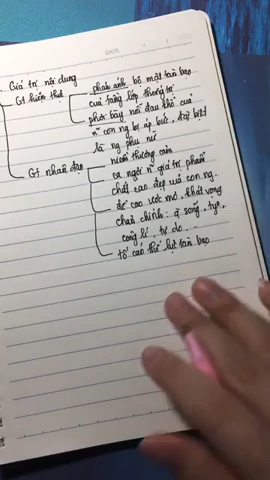 DATE
Giá trị nội dung
Gt hiện thực
phản ánh bộ mặt tàn bạo
của tầng lớp thống trị
phơi bày nỗi đau khổ của
n~ con ng bị áp bức, đặc biệt
là ng phụ nữ
Gt nhân đạo
niềm thương cảm
ca ngợi n~ giá trị phẩm
chất cao đẹp của con ng
đề cao ước mơ, khát vọng
chân chính: q sống, tyê,
công lí, tự do, ..
tố cáo thế lực tàn bạo